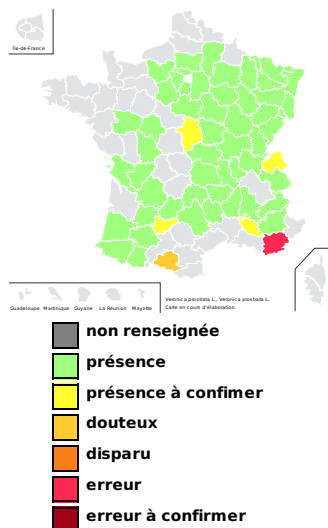 Île-de-France
Guadeloupe Martinique Guyane La Réunion Mayotte
Veronica prostrata L., Veronica prostrata L.
Carte en cours d'élaboration.
non renseignée
présence
présence à confimer
douteux
disparu
erreur
erreur à confirmer